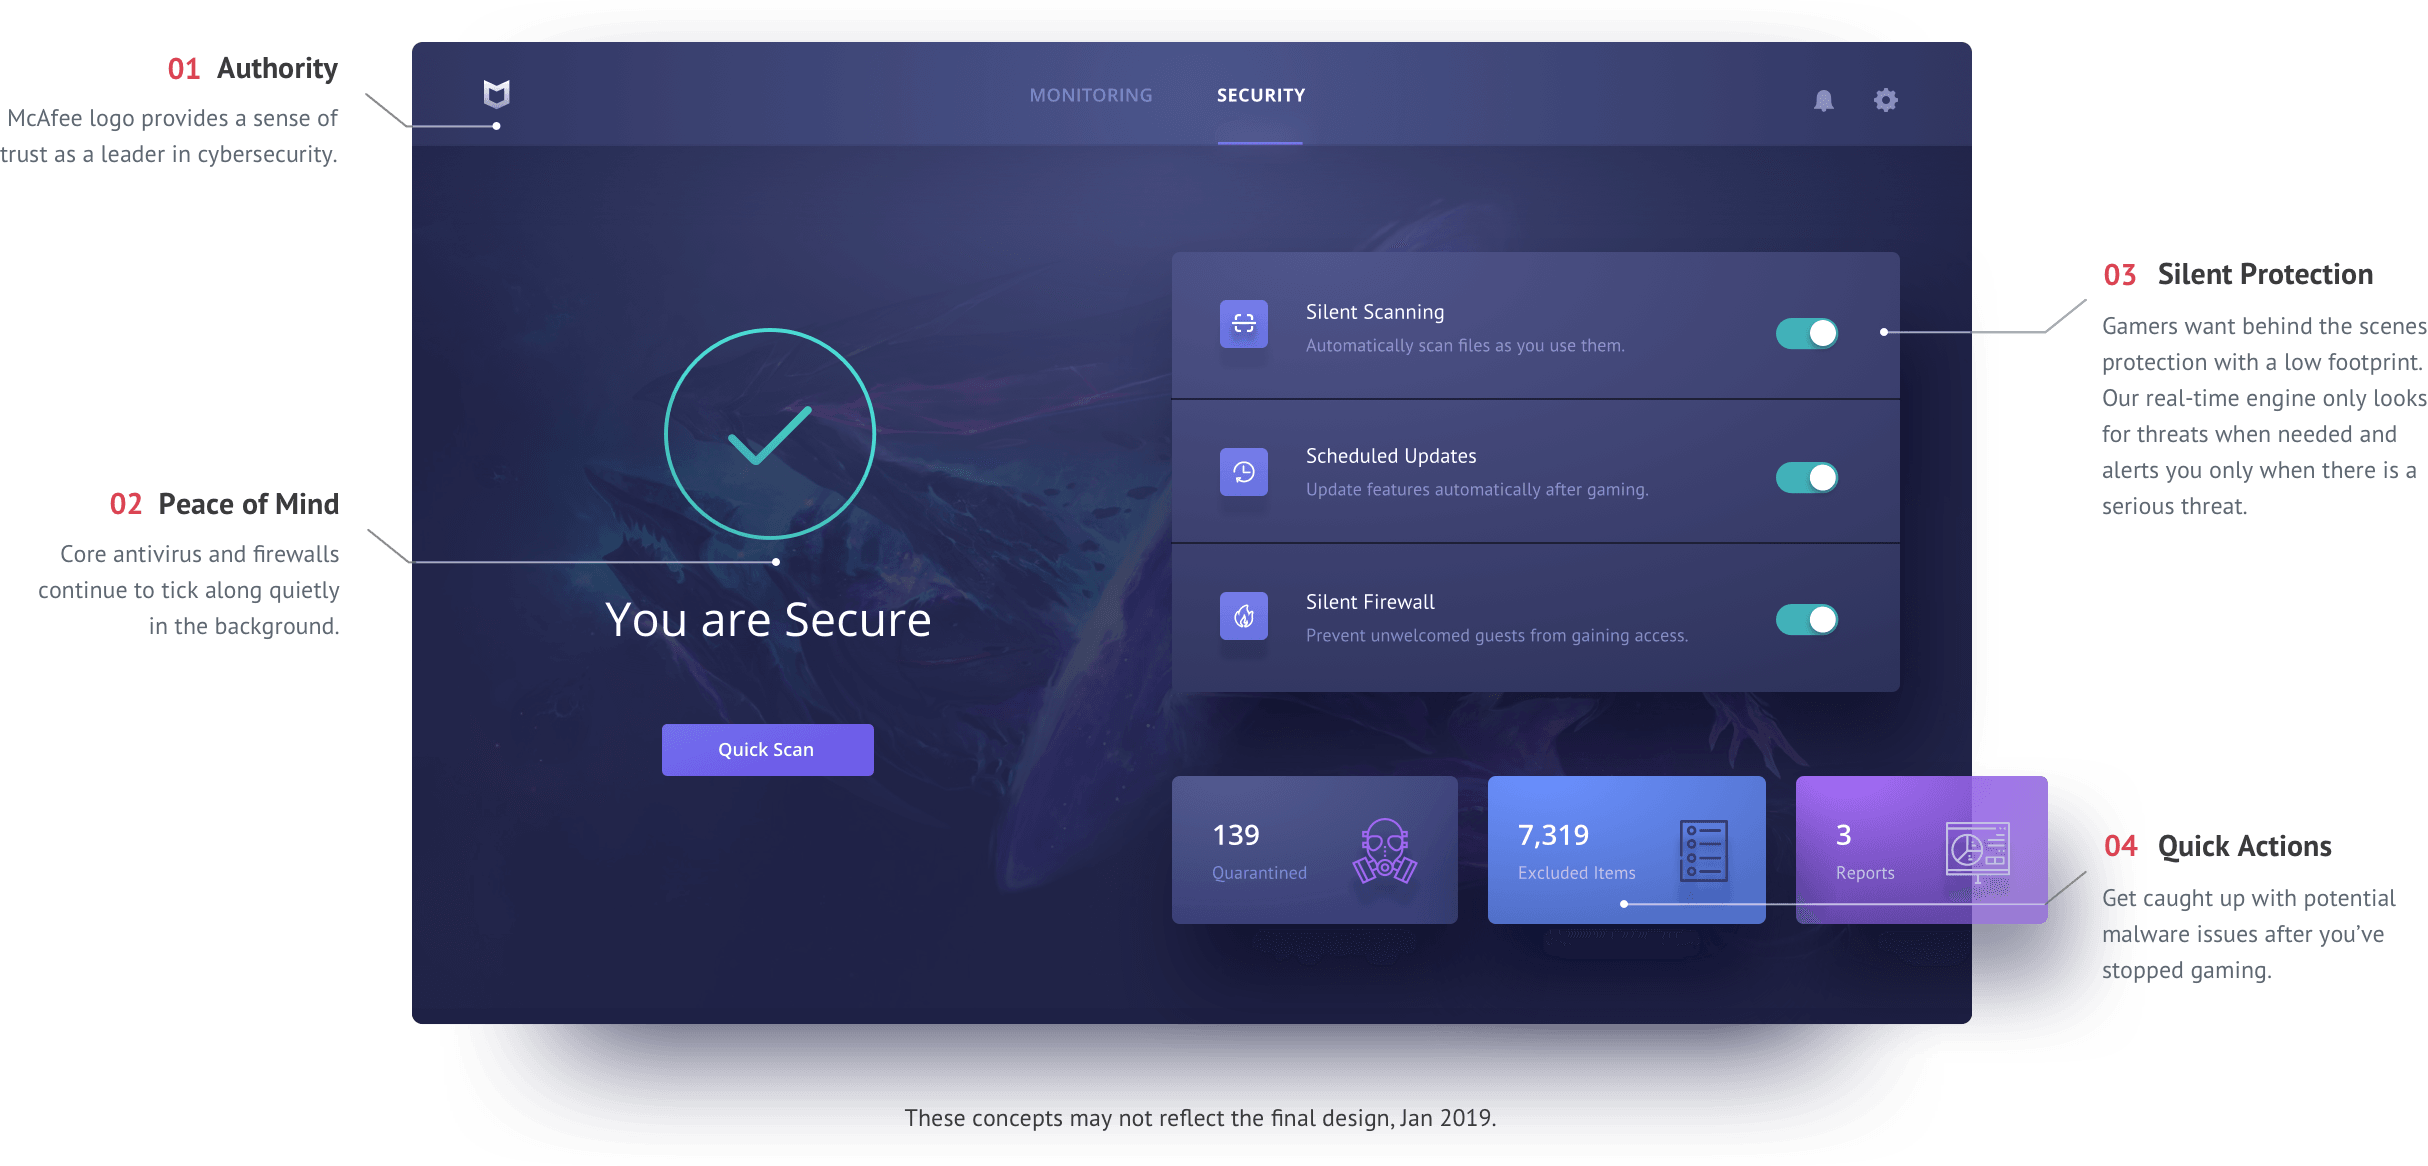 01 Authority
McAfee logo provides a sense of
trust as a leader in cybersecurity.
MONITORING
SECURITY
02 Peace of Mind
Core antivirus and firewalls
continue to tick along quietly
in the background.
You are Secure
Quick Scan
Silent Scanning
Automatically scan files as you use them.
Scheduled Updates
Update features automatically after gaming.
Silent Firewall
Prevent unwelcomed guests from gaining access.
03 Silent Protection
Gamers want behind the scenes
protection with a low footprint.
Our real-time engine only looks
for threats when needed and
alerts you only when there is a
serious threat.
139
Quarantined
7,319
Excluded Items
3
Reports
04 Quick Actions
Get caught up with potential
malware issues after you’ve
stopped gaming.
These concepts may not reflect the final design, Jan 2019.